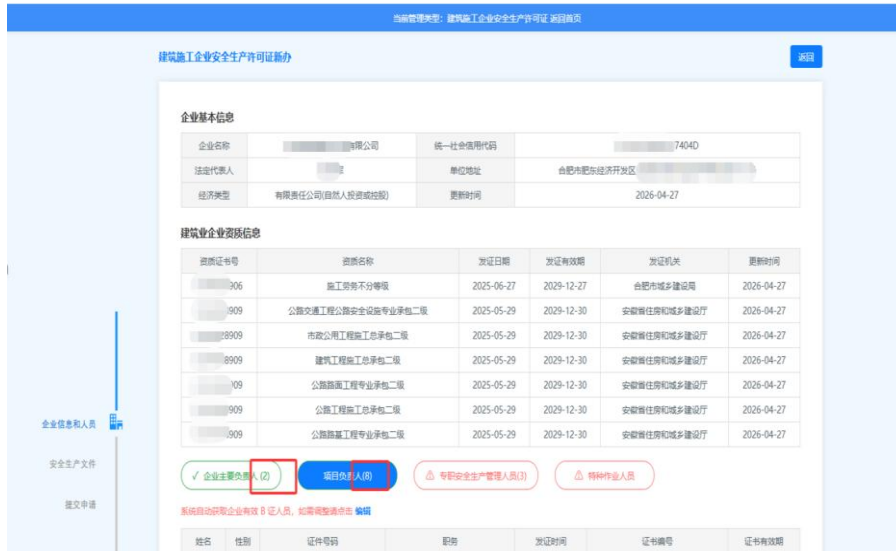 当前管理类型：建筑施工企业安全生产许可证 返回首页
建筑施工企业安全生产许可证新办
返回
企业基本信息
企业名称 有限公司 统一社会信用代码 7404D
法定代表人 单位地址 合肥市肥东经济开发区
经济类型 有限责任公司(自然人投资或控股) 更新时间 2026-04-27
建筑业企业资质信息
资质证书号 资质名称 发证日期 发证有效期 发证机关 更新时间
906 施工劳务不分等级 2025-06-27 2029-12-27 合肥市城乡建设局 2026-04-27
909 公路交通工程公路安全设施专业承包二级 2025-05-29 2029-12-30 安徽省住房和城乡建设厅 2026-04-27
28909 市政公用工程施工总承包二级 2025-05-29 2029-12-30 安徽省住房和城乡建设厅 2026-04-27
8909 建筑工程施工总承包二级 2025-05-29 2029-12-30 安徽省住房和城乡建设厅 2026-04-27
909 公路路面工程专业承包二级 2025-05-29 2029-12-30 安徽省住房和城乡建设厅 2026-04-27
909 公路工程施工总承包二级 2025-05-29 2029-12-30 安徽省住房和城乡建设厅 2026-04-27
909 公路路基工程专业承包二级 2025-05-29 2029-12-30 安徽省住房和城乡建设厅 2026-04-27
企业信息和人员
安全生产文件
提交申请
√ 企业主要负责人(2) 项目负责人(8) 专职安全生产管理人员(3) 特种作业人员
系统自动获取企业有效 B 证人员，如需调整请点击 编辑
姓名 性别 证件号码 职务 发证时间 证书编号 证书有效期